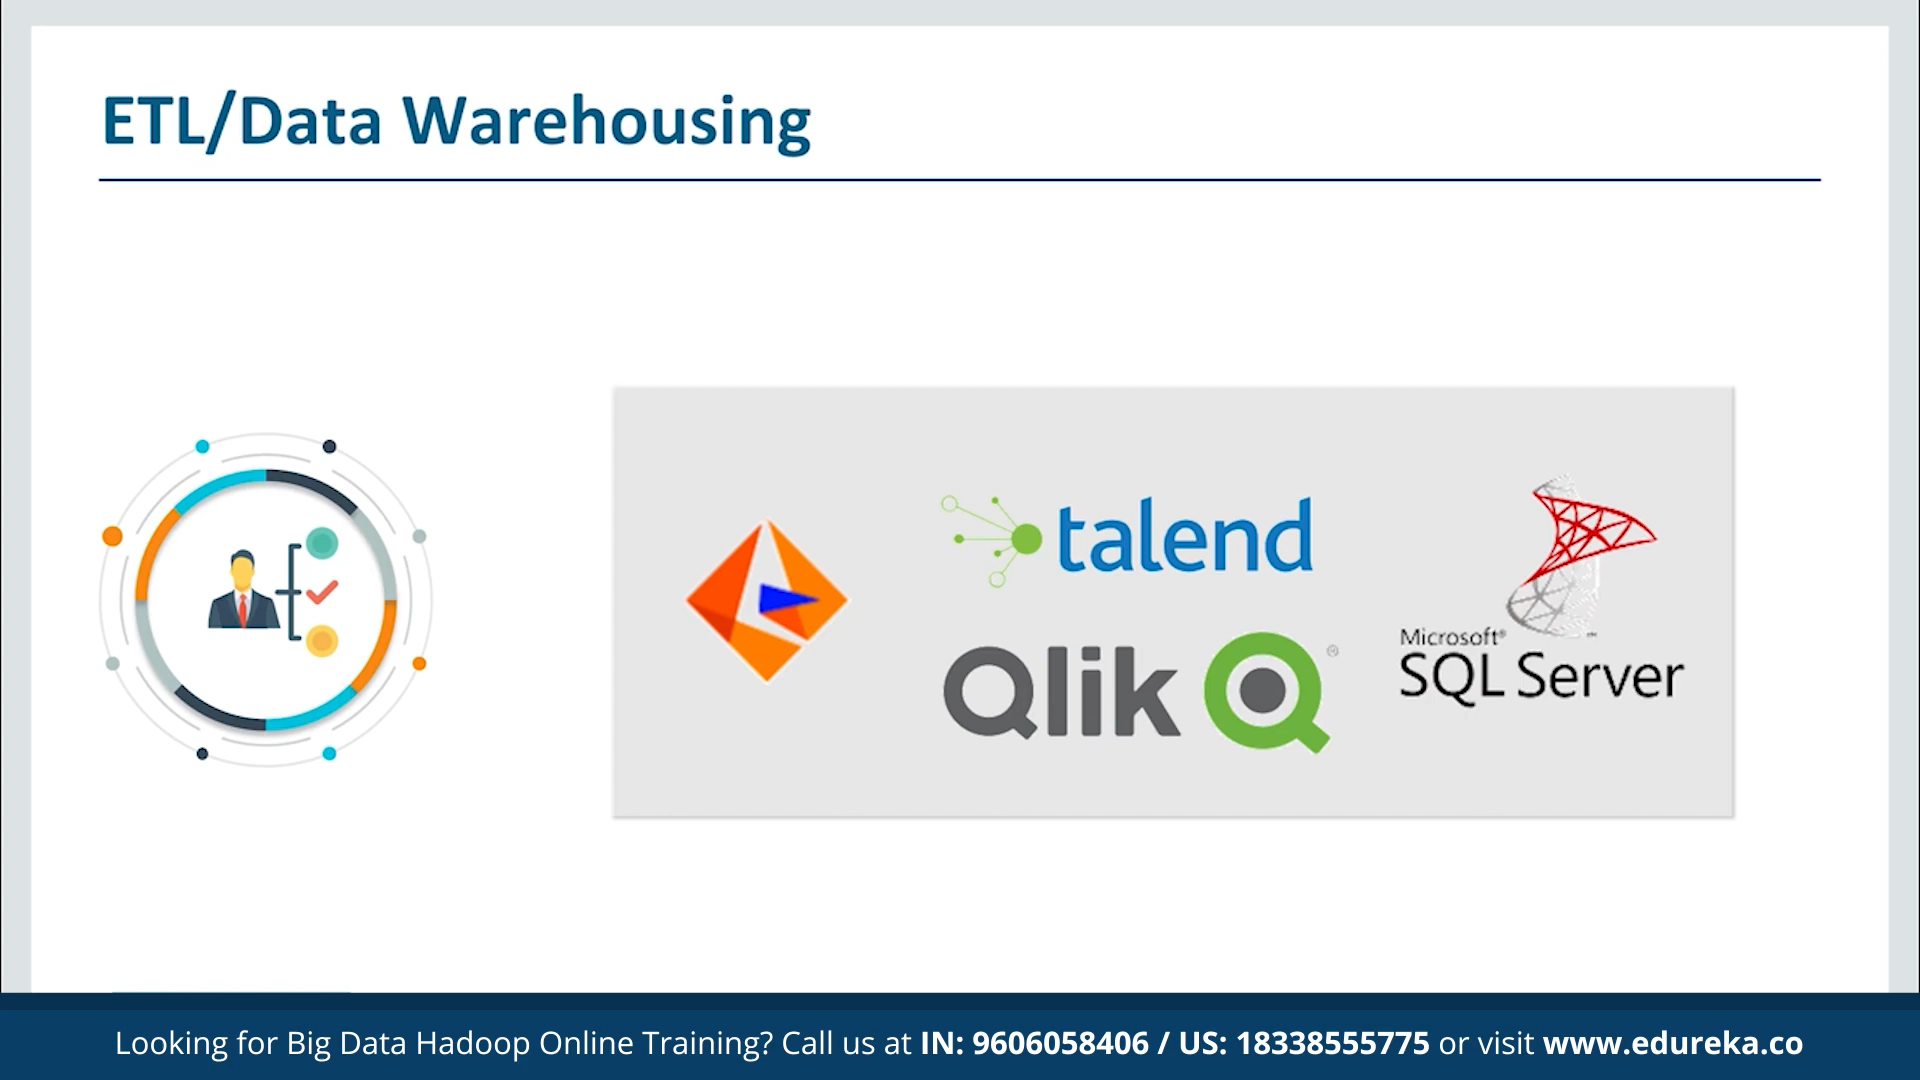 ETL/Data Warehousing
talend
Qlik Q®
Microsoft®
SQL Server
Looking for Big Data Hadoop Online Training? Call us at IN: 9606058406 / US: 18338555775 or visit www.edureka.co